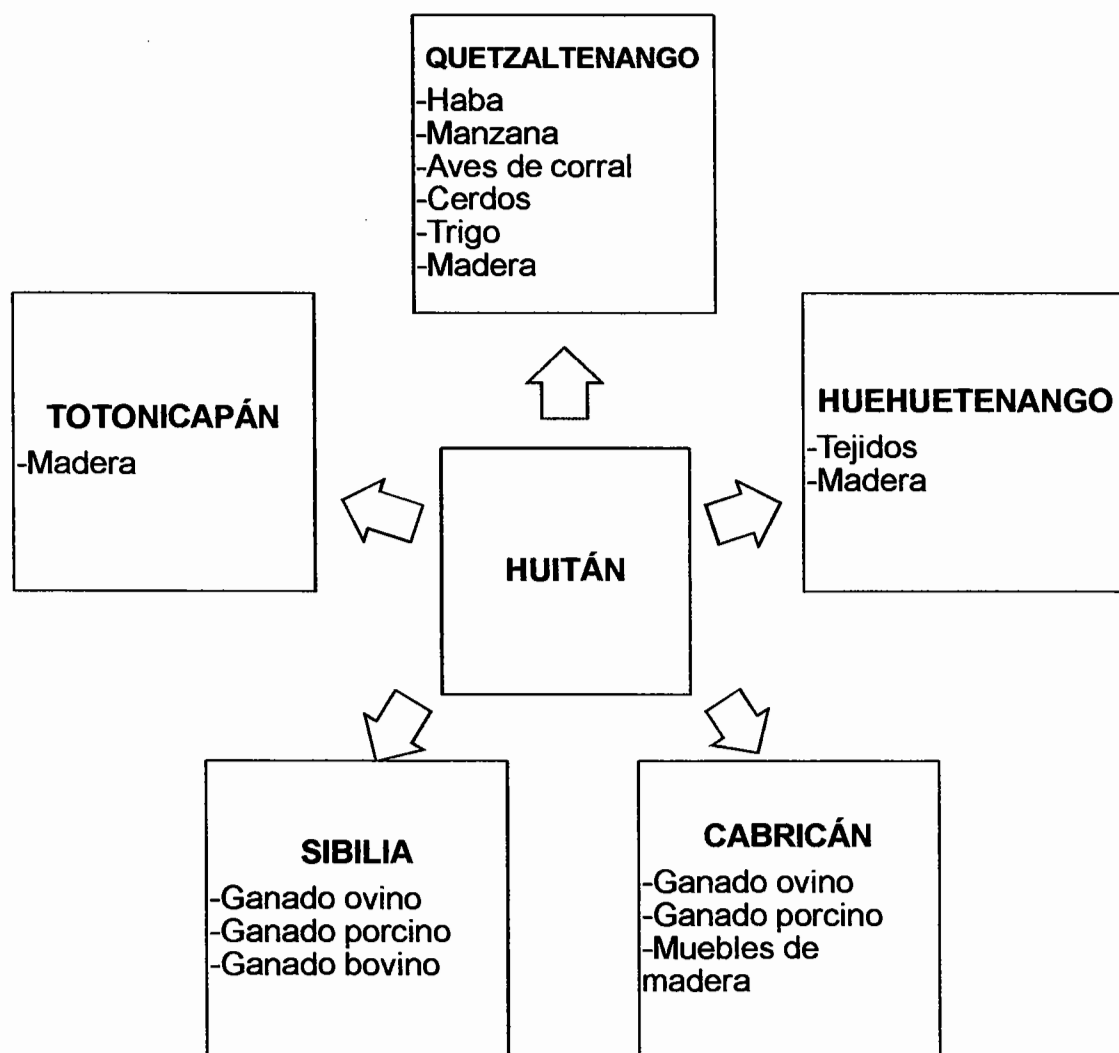 QUETZALTENANGO
-Haba
-Manzana
-Aves de corral
-Cerdos
-Trigo
-Madera
TOTONICAPÁN
-Madera
HUEHUETENANGO
-Tejidos
-Madera
HUITÁN
SIBILIA
-Ganado ovino
-Ganado porcino
-Ganado bovino
CABRICÁN
-Ganado ovino
-Ganado porcino
-Muebles de
madera